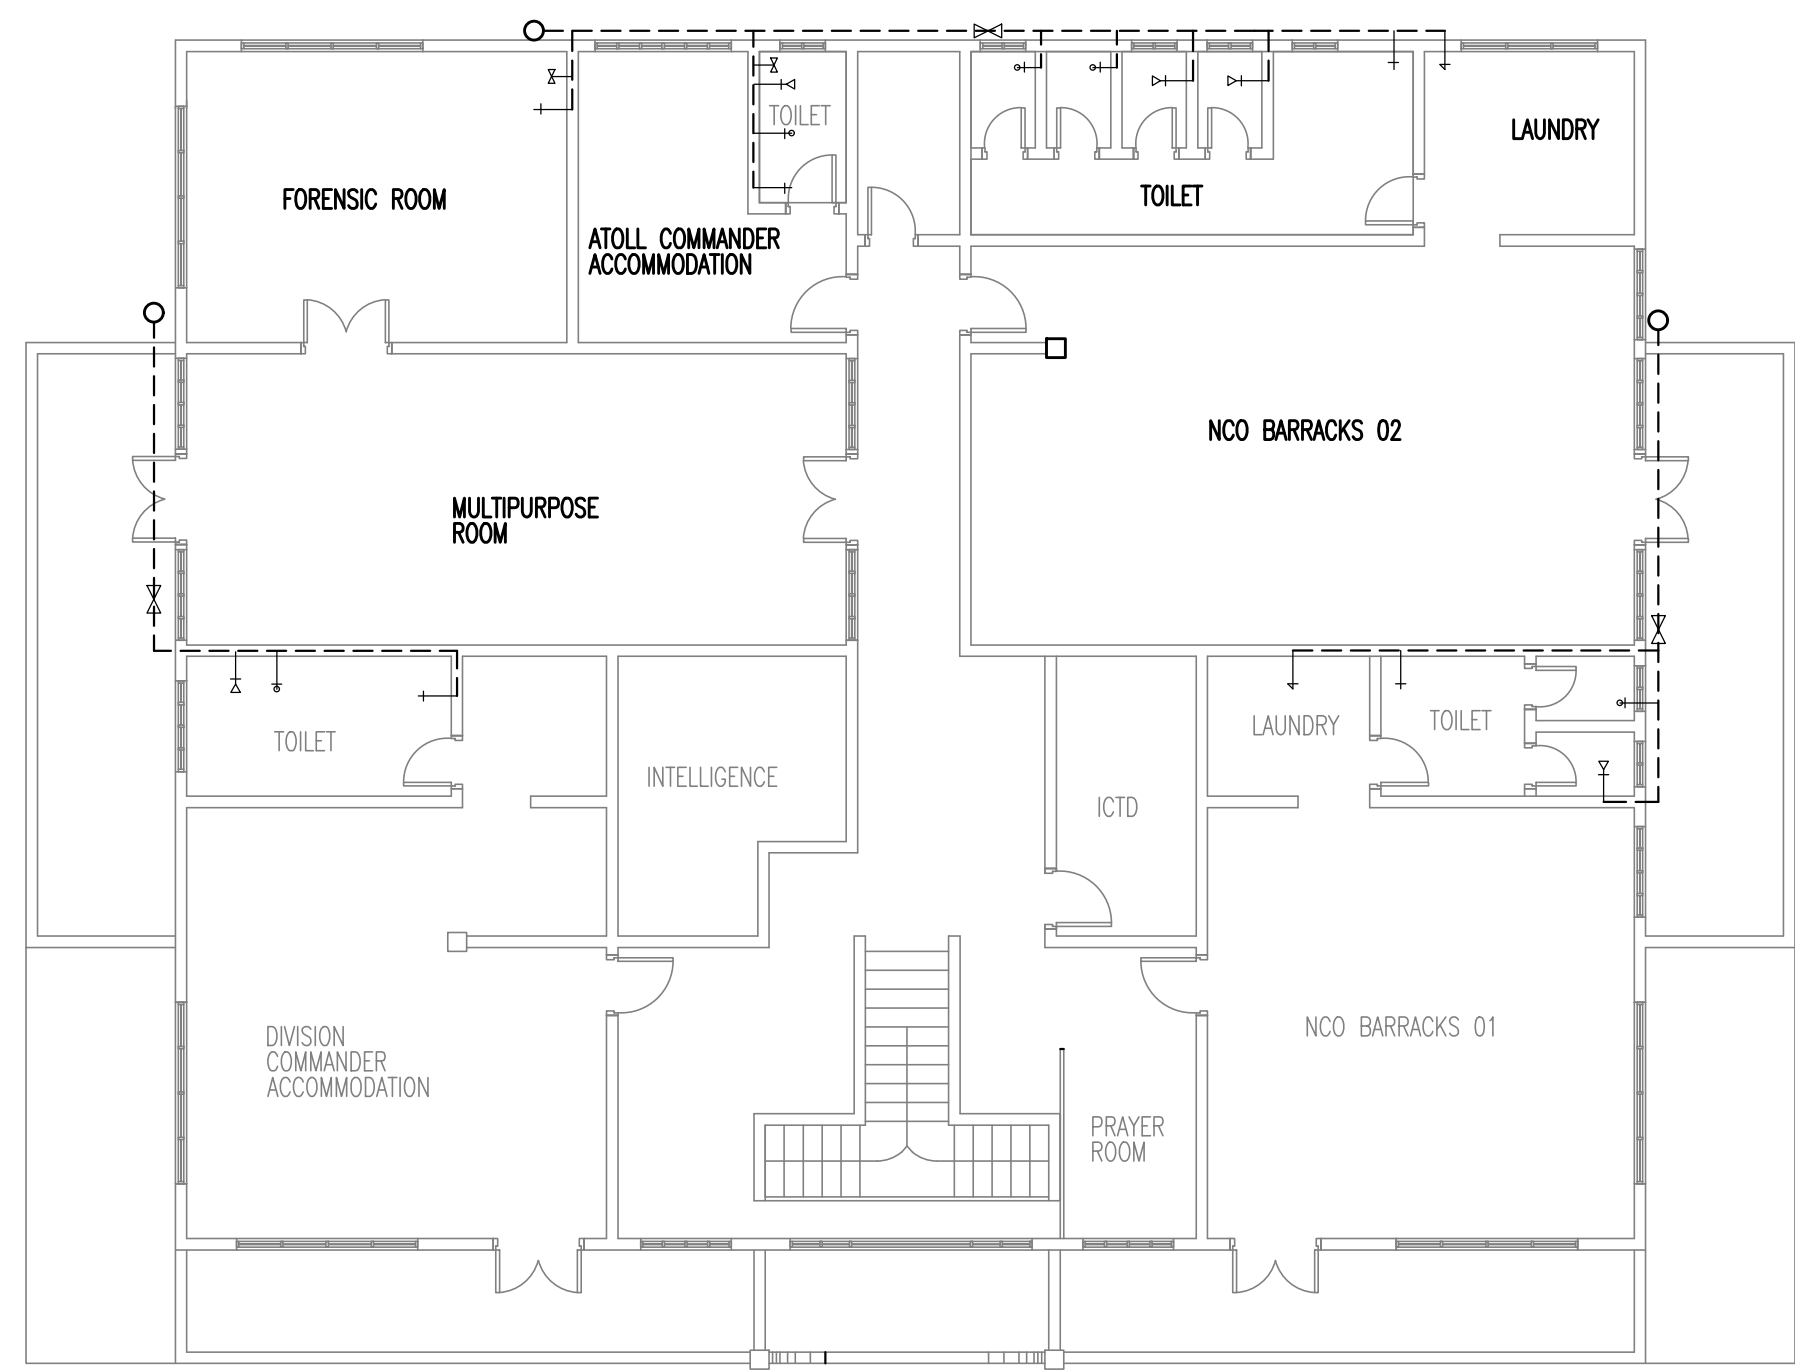 TOILET
LAUNDRY
FORENSIC ROOM
TOILET
ATOLL COMMANDER
ACCOMMODATION
NCO BARRACKS 02
MULTIPURPOSE
ROOM
TOILET
LAUNDRY
TOILET
INTELLIGENCE
ICTD
DIVISION
COMMANDER
ACCOMMODATION
NCO BARRACKS 01
PRAYER
ROOM